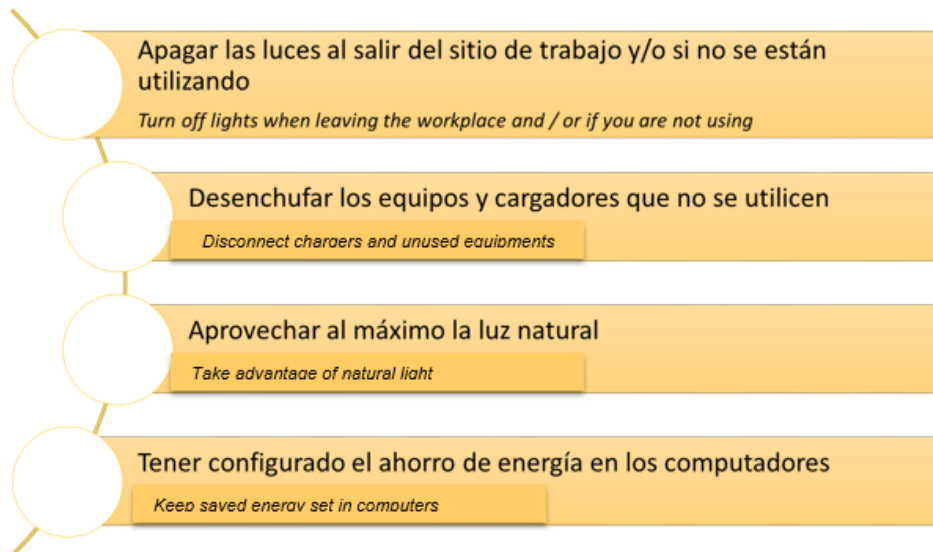 Apagar las luces al salir del sitio de trabajo y/o si no se están
utilizando
Turn off lights when leaving the workplace and / or if you are not using
Desenchufar los equipos y cargadores que no se utilicen
Disconnect chargers and unused equipments
Aprovechar al máximo la luz natural
Take advantage of natural light
Tener configurado el ahorro de energía en los computadores
Keep saved energy set in computers